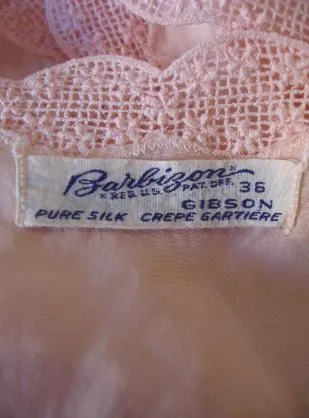 Barbizon
"REG. U.S. PAT. OFF. 36
GIBSON
PURE SILK CREPE GARTIERE